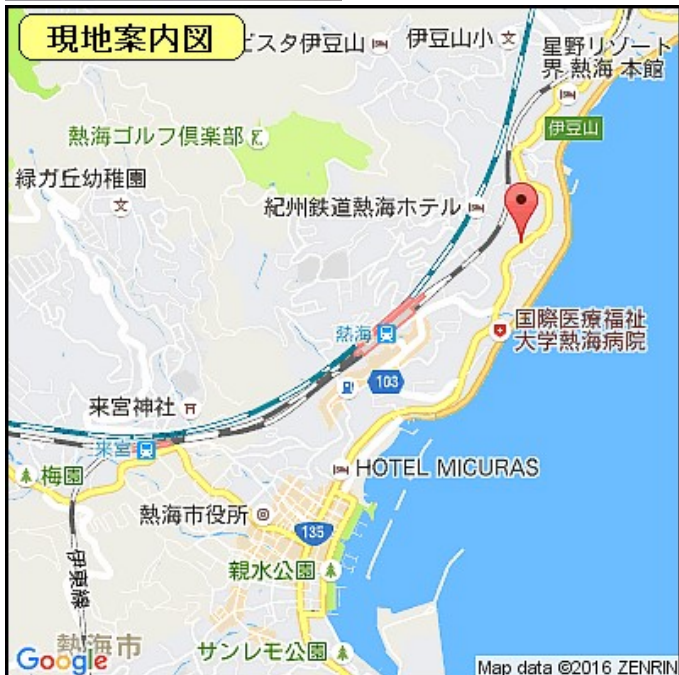 現地案内図
ビスタ伊豆山
伊豆山小
星野リゾート
界 熱海 本館
伊豆山
熱海ゴルフ倶楽部
緑ガ丘幼稚園
紀州鉄道熱海ホテル
熱海
国際医療福祉
大学熱海病院
103
来宮神社
来宮
梅園
HOTEL MICURAS
熱海市役所
135
伊東線
親水公園
熱海市
サンレモ公園
Google
Map data ©2016 ZENRIN